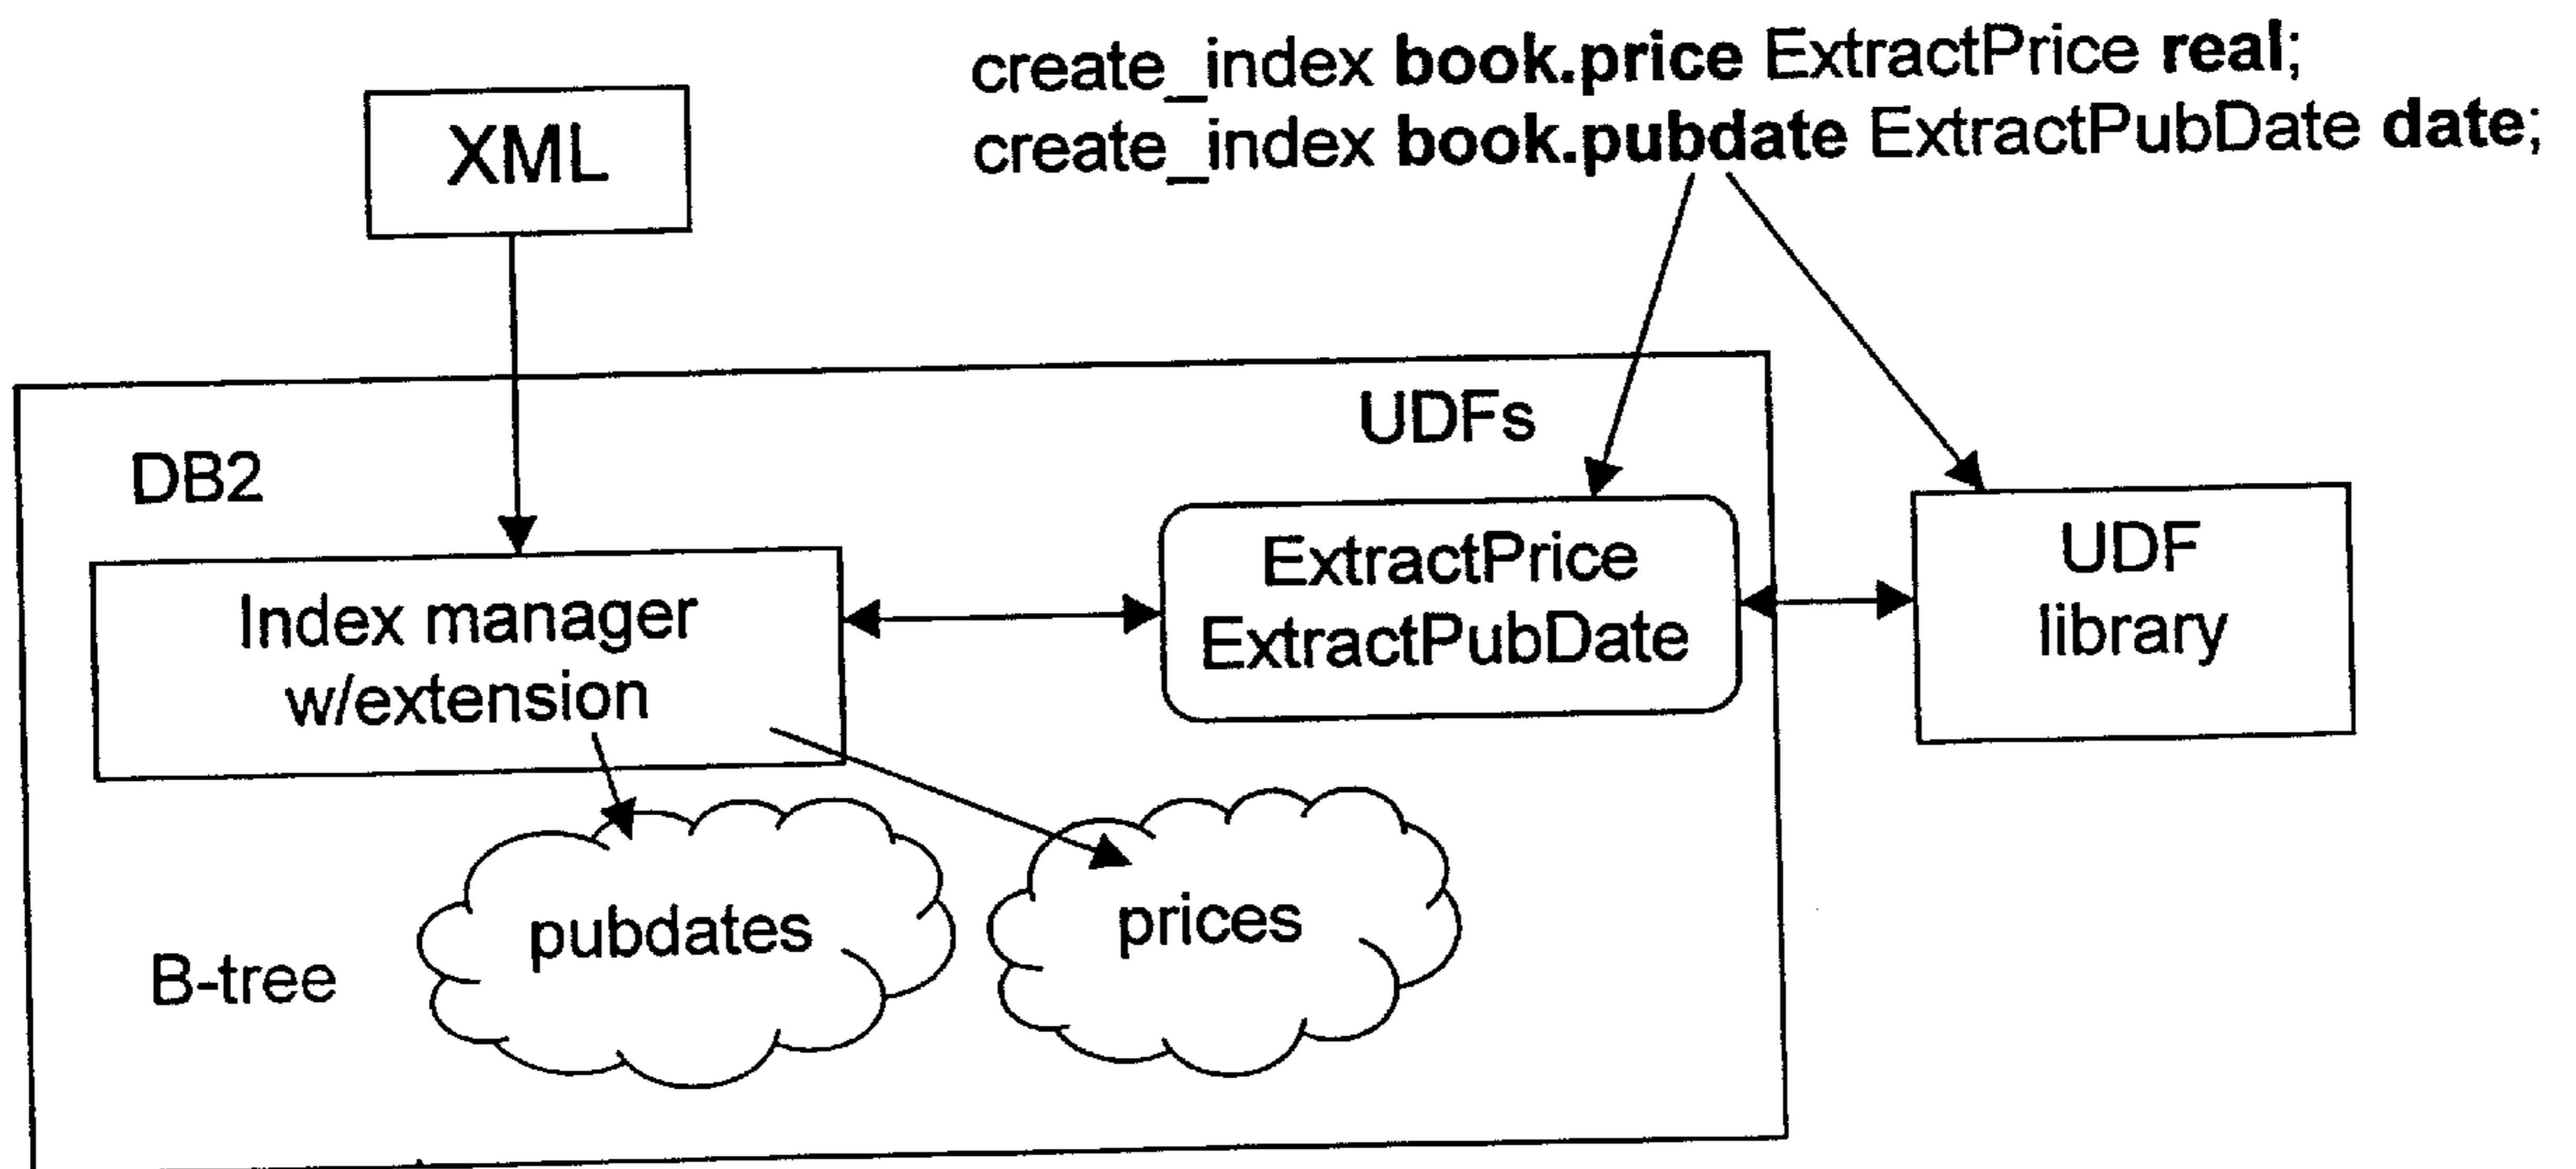 create_index book.price ExtractPrice real;
create_index book.pubdate ExtractPubDate date;
XML
DB2
UDFs
Index manager
w/extension
ExtractPrice
ExtractPubDate
UDF
library
pubdates
prices
B-tree